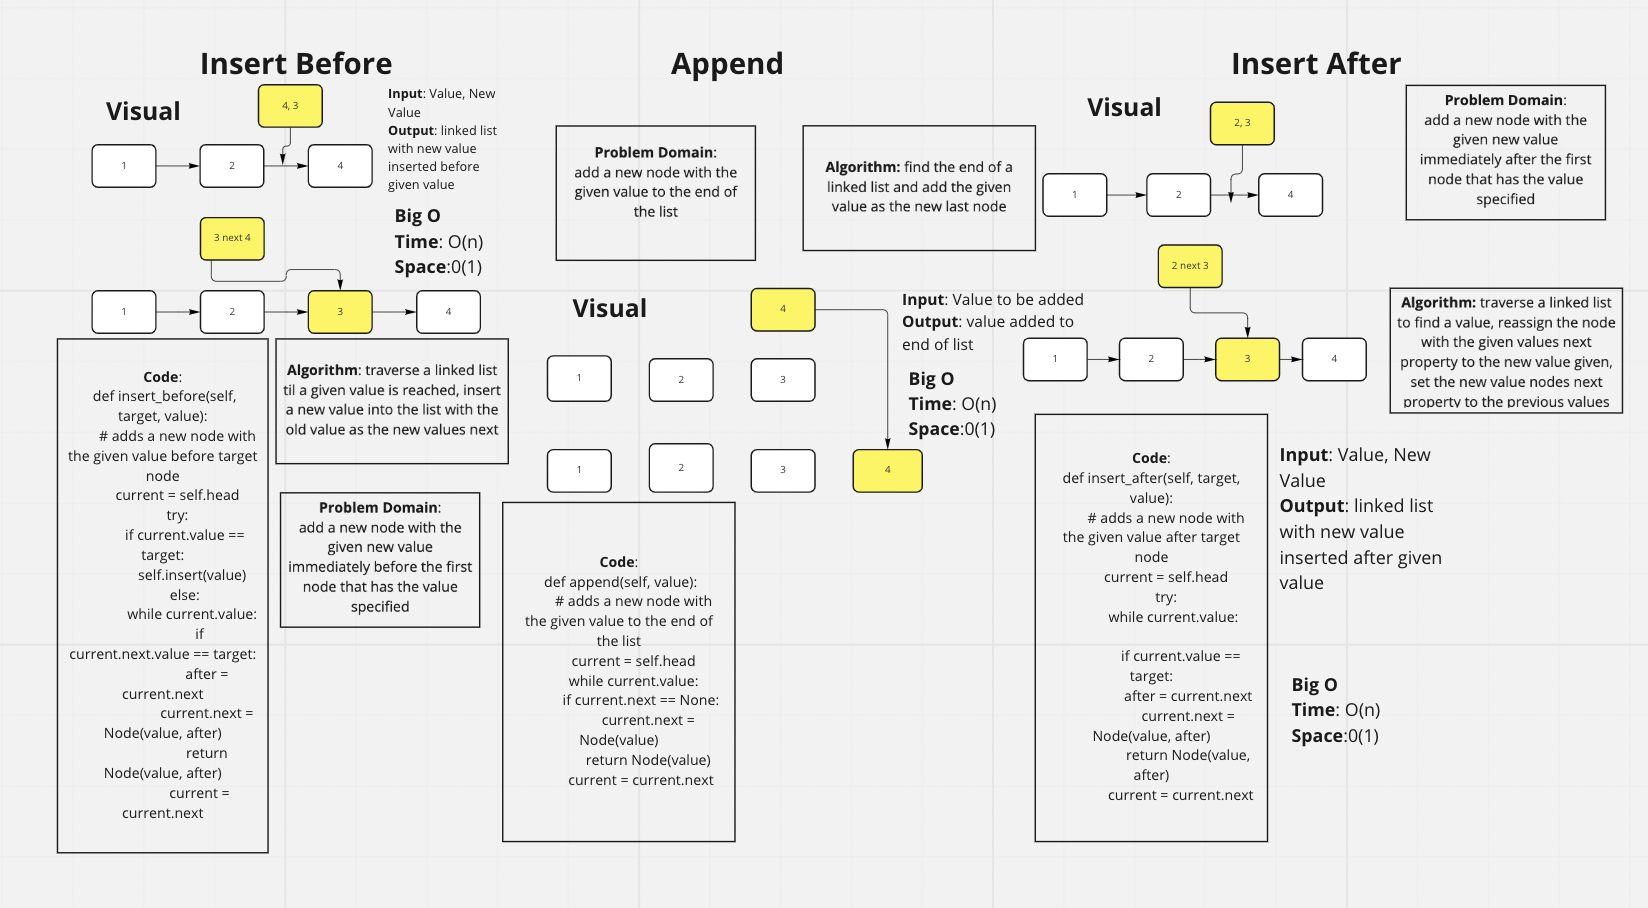 Insert Before
Visual
4, 3
1
2
4
Input: Value, New
Value
Output: linked list
with new value
inserted before
given value
3 next 4
Big O
Time: O(n)
Space:0(1)
1
2
3
4
Code:
def insert_before(self,
target, value):
# adds a new node with
the given value before target
node
current = self.head
try:
if current.value ==
target:
self.insert(value)
else:
while current.value:
if
current.next.value == target:
after =
current.next
current.next =
Node(value, after)
return
Node(value, after)
current =
current.next
Algorithm: traverse a linked list
til a given value is reached, insert
a new value into the list with the
old value as the new values next
Problem Domain:
add a new node with the
given new value
immediately before the first
node that has the value
specified
Append
Problem Domain:
add a new node with the
given value to the end of
the list
Algorithm: find the end of a
linked list and add the given
value as the new last node
Visual
4
1
2
3
1
2
3
4
Input: Value to be added
Output: value added to
end of list
Big O
Time: O(n)
Space:0(1)
Code:
def append(self, value):
# adds a new node with
the given value to the end of
the list
current = self.head
while current.value:
if current.next == None:
current.next =
Node(value)
return Node(value)
current = current.next
Insert After
Visual
2, 3
1
2
4
Problem Domain:
add a new node with the
given new value
immediately after the first
node that has the value
specified
2 next 3
1
2
3
4
Algorithm: traverse a linked list
to find a value, reassign the node
with the given values next
property to the new value given,
set the new value nodes next
property to the previous values
Code:
def insert_after(self, target,
value):
# adds a new node with
the given value after target
node
current = self.head
try:
while current.value:
if current.value ==
target:
after = current.next
current.next =
Node(value, after)
return Node(value,
after)
current = current.next
Input: Value, New
Value
Output: linked list
with new value
inserted after given
value
Big O
Time: O(n)
Space:0(1)